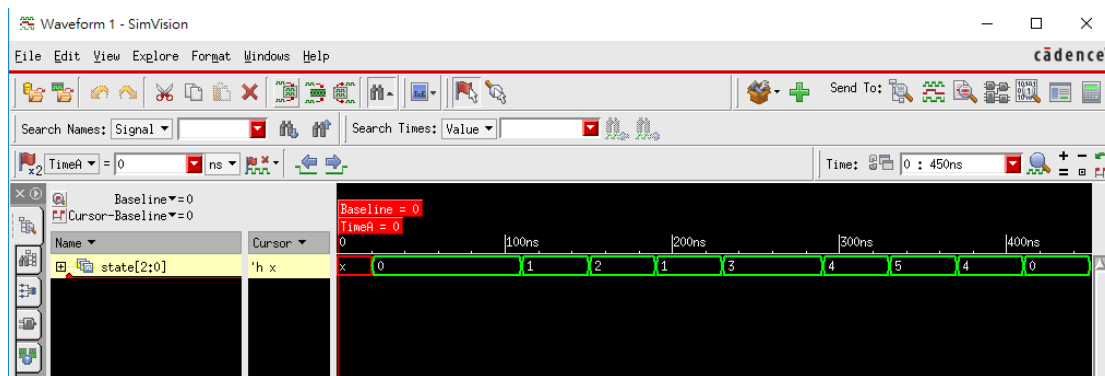 Waveform 1 - SimVision
File Edit View Explore Format Windows Help cādence
Send To:
Search Names: Signal Search Times: Value
x2 TimeA = 0 ns Time: 0 : 450ns
Baseline = 0
Cursor-Baseline = 0
Baseline = 0
TimeA = 0
Name Cursor 0 100ns 200ns 300ns 400ns
state[2:0] 'h x x 0 1 2 1 3 4 5 4 0